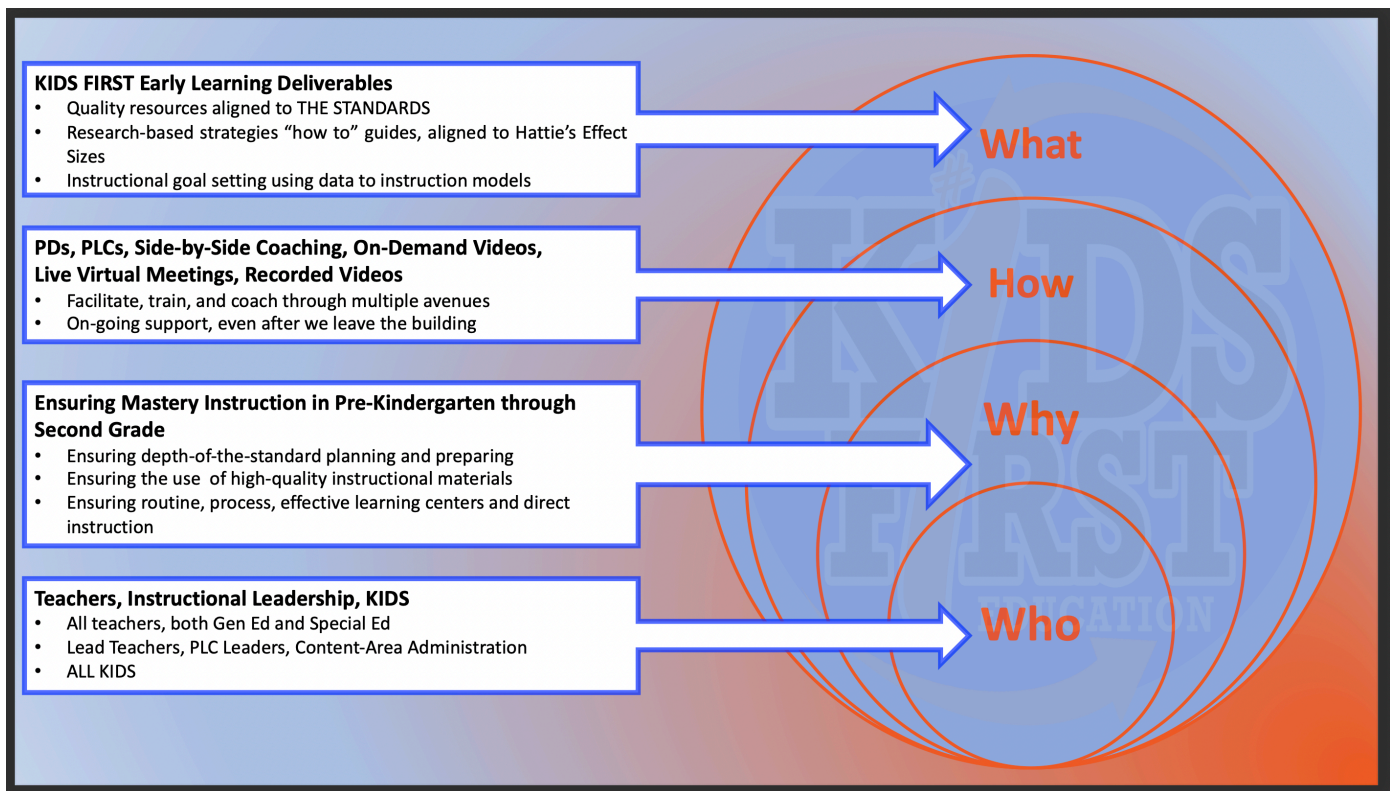 KIDS FIRST Early Learning Deliverables
• Quality resources aligned to THE STANDARDS
• Research-based strategies “how to” guides, aligned to Hattie’s Effect
Sizes
• Instructional goal setting using data to instruction models
What
PDs, PLCs, Side-by-Side Coaching, On-Demand Videos,
Live Virtual Meetings, Recorded Videos
• Facilitate, train, and coach through multiple avenues
• On-going support, even after we leave the building
How
Ensuring Mastery Instruction in Pre-Kindergarten through
Second Grade
• Ensuring depth-of-the-standard planning and preparing
• Ensuring the use of high-quality instructional materials
• Ensuring routine, process, effective learning centers and direct
instruction
Why
Teachers, Instructional Leadership, KIDS
• All teachers, both Gen Ed and Special Ed
• Lead Teachers, PLC Leaders, Content-Area Administration
• ALL KIDS
Who
#
KIDS
FIRST
EDUCATION